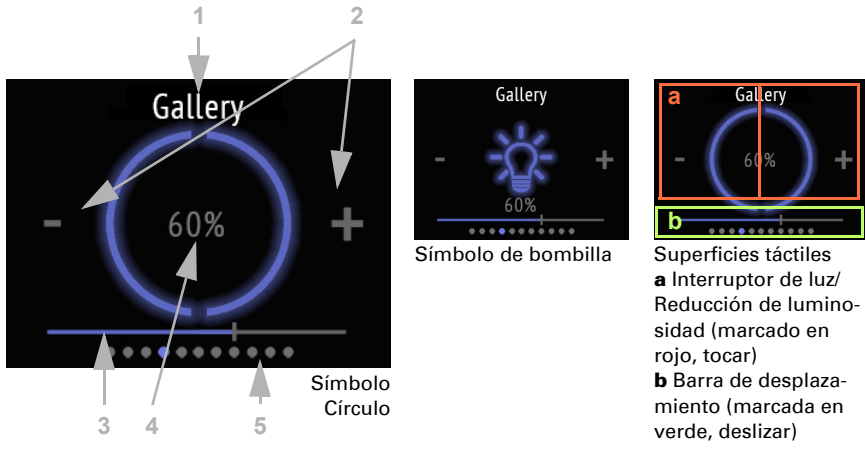 1
2
Gallery
-
+
60%
3
4
5
Símbolo
Círculo
Gallery
-
+
60%
Símbolo de bombilla
a
Gallery
-
+
60%
b
Superficies táctiles
a Interruptor de luz/
Reducción de lumino-
sidad (marcado en
rojo, tocar)
b Barra de desplaza-
miento (marcada en
verde, deslizar)